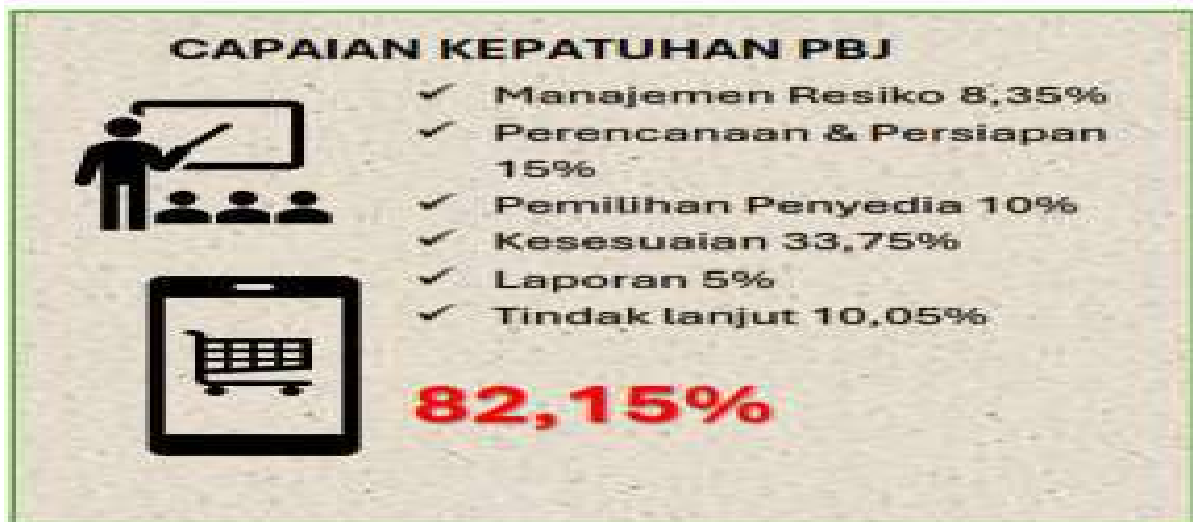 CAPAIAN KEPATUHAN PBJ
✓ Manajemen Resiko 8,35%
✓ Perencanaan & Persiapan
15%
✓ Pemilihan Penyedia 10%
✓ Kesesuaian 33,75%
✓ Laporan 5%
✓ Tindak lanjut 10,05%
82,15%